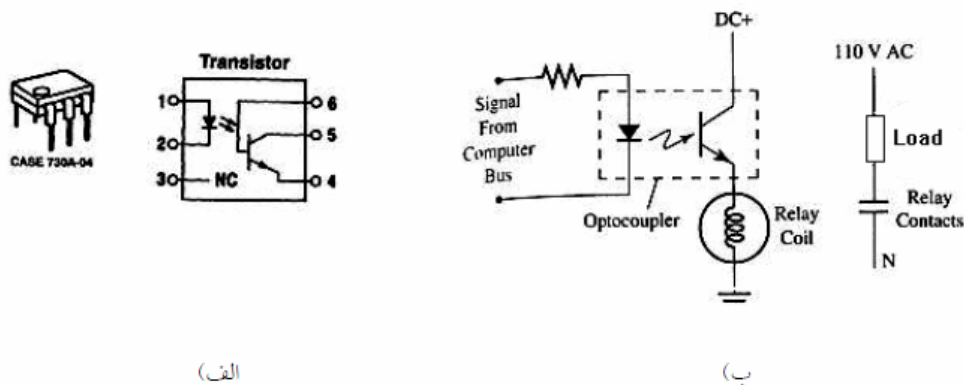 CASE 730A-04
Transistor
1
2
3
NC
6
5
4
الف)
DC+
Signal
From
Computer
Bus
Optocoupler
Relay
Coil
110 V AC
Load
Relay
Contacts
N
ب)